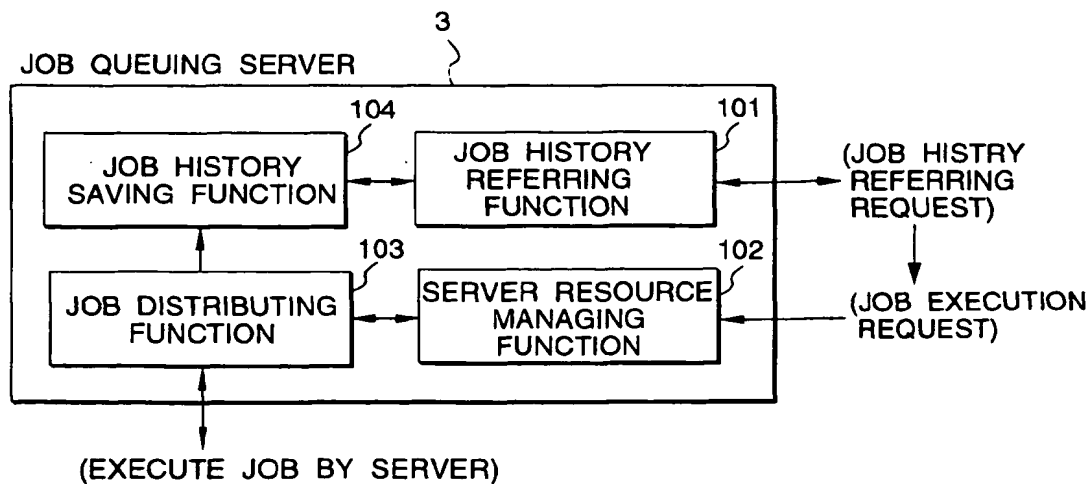 3
JOB QUEUING SERVER
104
JOB HISTORY
SAVING FUNCTION
101
JOB HISTORY
REFERRING
FUNCTION
(JOB HISTRY
REFERRING
REQUEST)
103
JOB DISTRIBUTING
FUNCTION
102
SERVER RESOURCE
MANAGING
FUNCTION
(JOB EXECUTION
REQUEST)
(EXECUTE JOB BY SERVER)